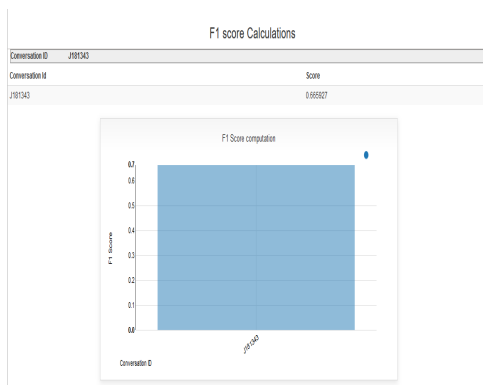 F1 score Calculations
Conversation ID J181343
Conversation Id Score
J181343 0.665927
F1 Score computation
0.7
0.6
0.5
0.4
0.3
0.2
0.1
0.0
F1 Score
J181343
Conversation ID